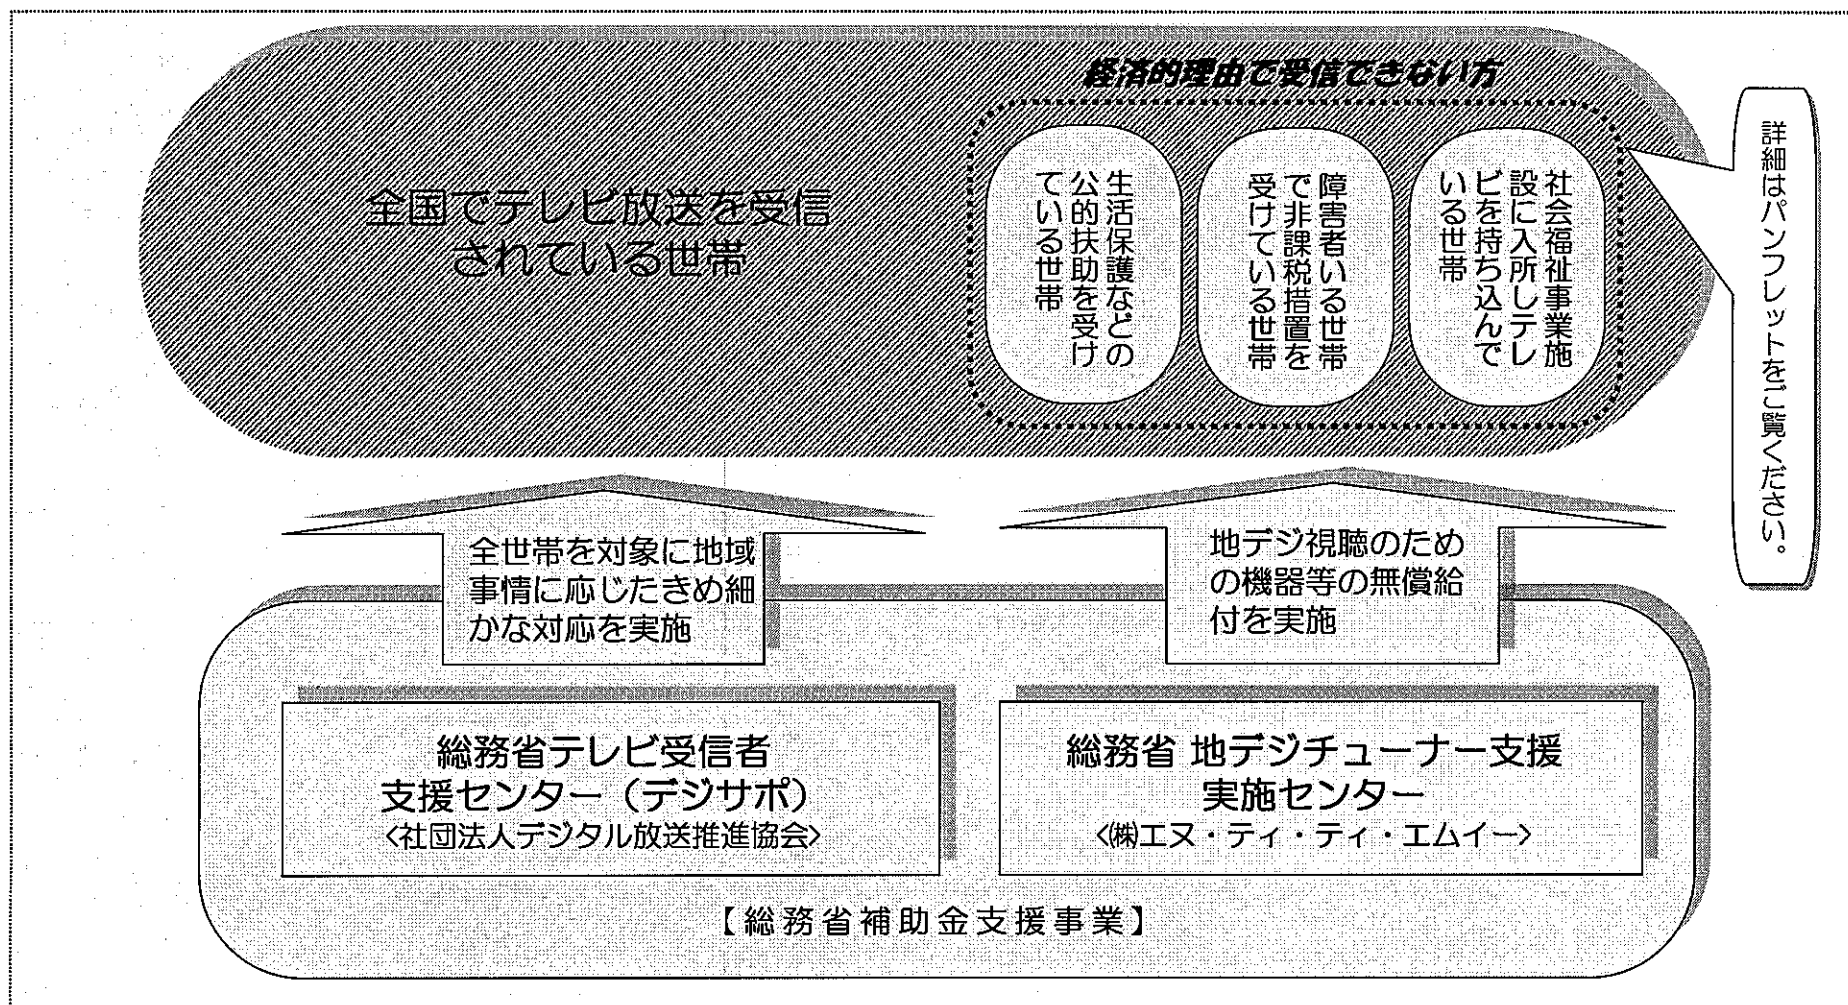 経済的理由で受信できない方
全国でテレビ放送を受信
されている世帯
生活保護などの
公的扶助を受け
ている世帯
障害者いる世帯
で非課税措置を
受けている世帯
社会福祉事業施
設に入所しテレ
ビを持ち込んで
いる世帯
詳細はパンフレットをご覧ください。
全世帯を対象に地域
事情に応じたきめ細
かな対応を実施
地デジ視聴のため
の機器等の無償給
付を実施
総務省テレビ受信者
支援センター（デジサポ）
<社団法人デジタル放送推進協会>
総務省 地デジチューナー支援
実施センター
<㈱エヌ・ティ・ティ・エムイー>
【総務省補助金支援事業】